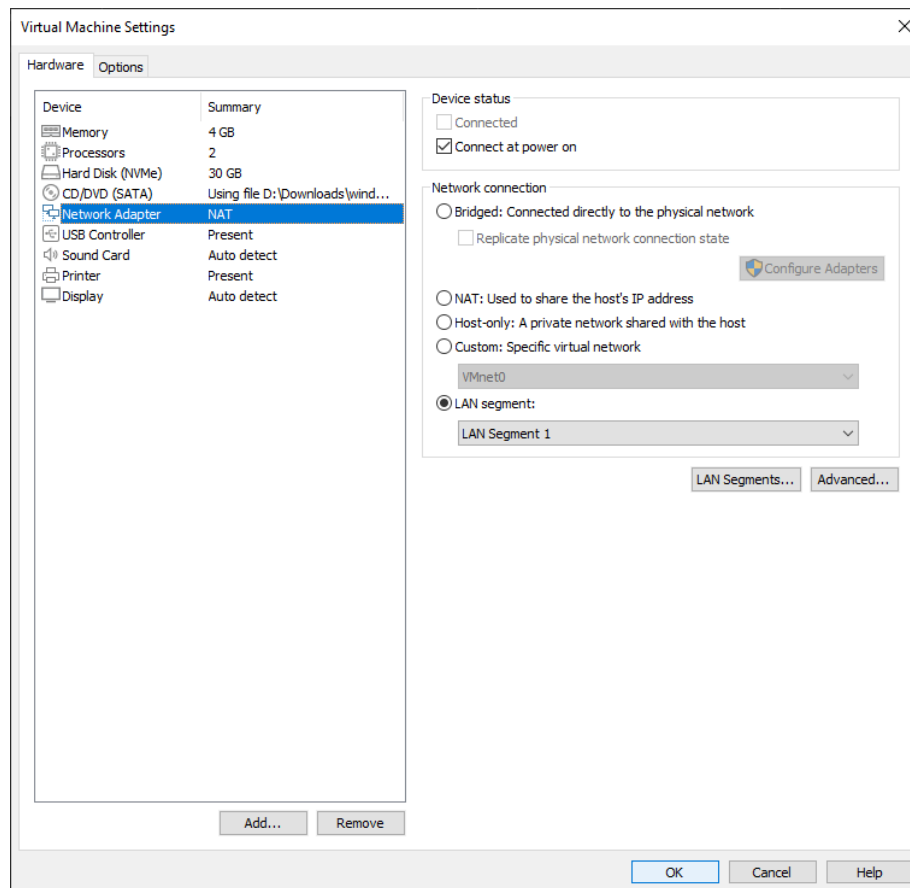 Virtual Machine Settings
Hardware
Options
Device Summary
Memory 4 GB
Processors 2
Hard Disk (NVMe) 30 GB
CD/DVD (SATA) Using file D:\Downloads\wind...
Network Adapter NAT
USB Controller Present
Sound Card Auto detect
Printer Present
Display Auto detect
Add...
Remove
Device status
Connected
Connect at power on
Network connection
Bridged: Connected directly to the physical network
Replicate physical network connection state
Configure Adapters
NAT: Used to share the host's IP address
Host-only: A private network shared with the host
Custom: Specific virtual network
VMnet0
LAN segment:
LAN Segment 1
LAN Segments...
Advanced...
OK
Cancel
Help